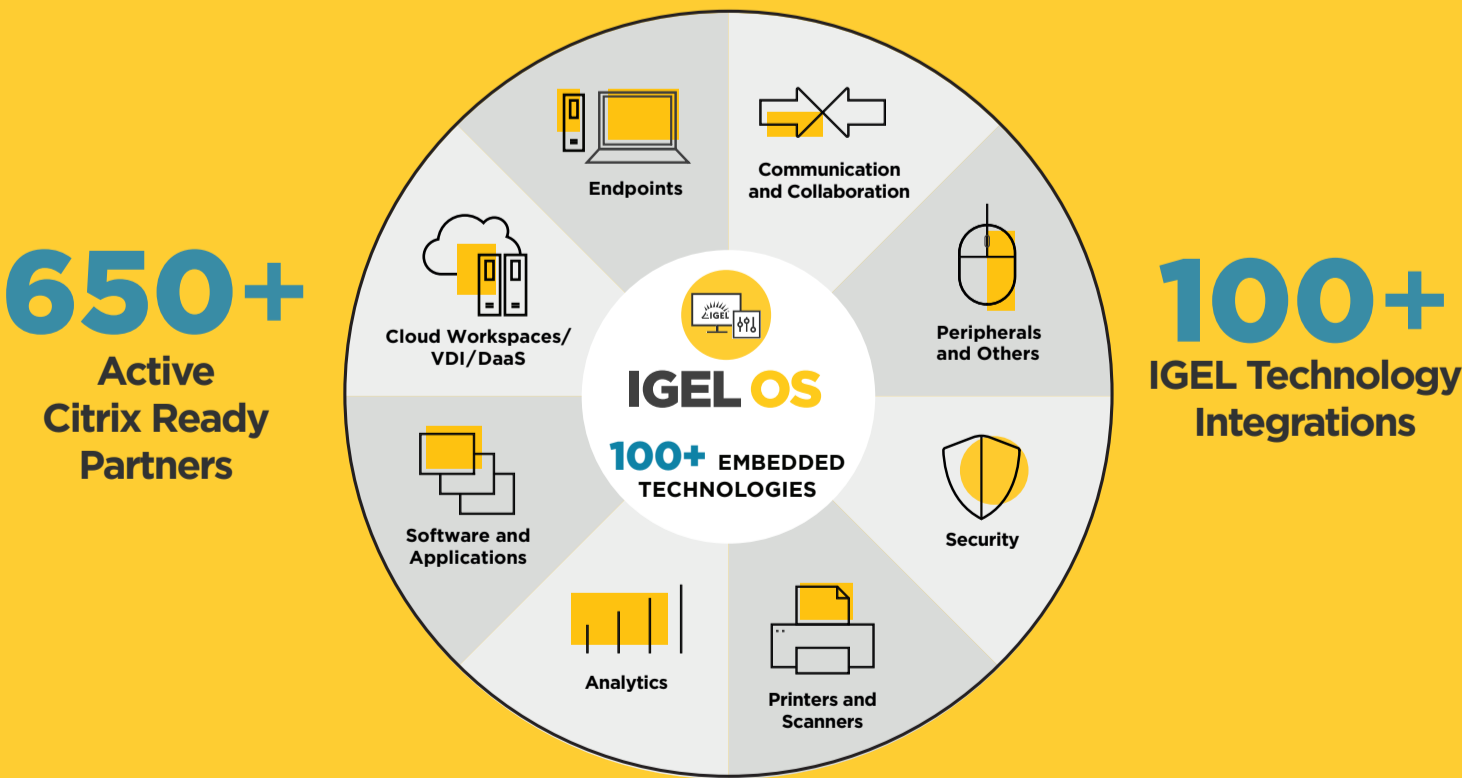 650+
Active
Citrix Ready
Partners
Endpoints
Communication
and Collaboration
Cloud Workspaces/
VDI/DaaS
Peripherals
and Others
IGEL
IGEL OS
100+ EMBEDDED
TECHNOLOGIES
Software and
Applications
Security
Analytics
Printers and
Scanners
100+
IGEL Technology
Integrations